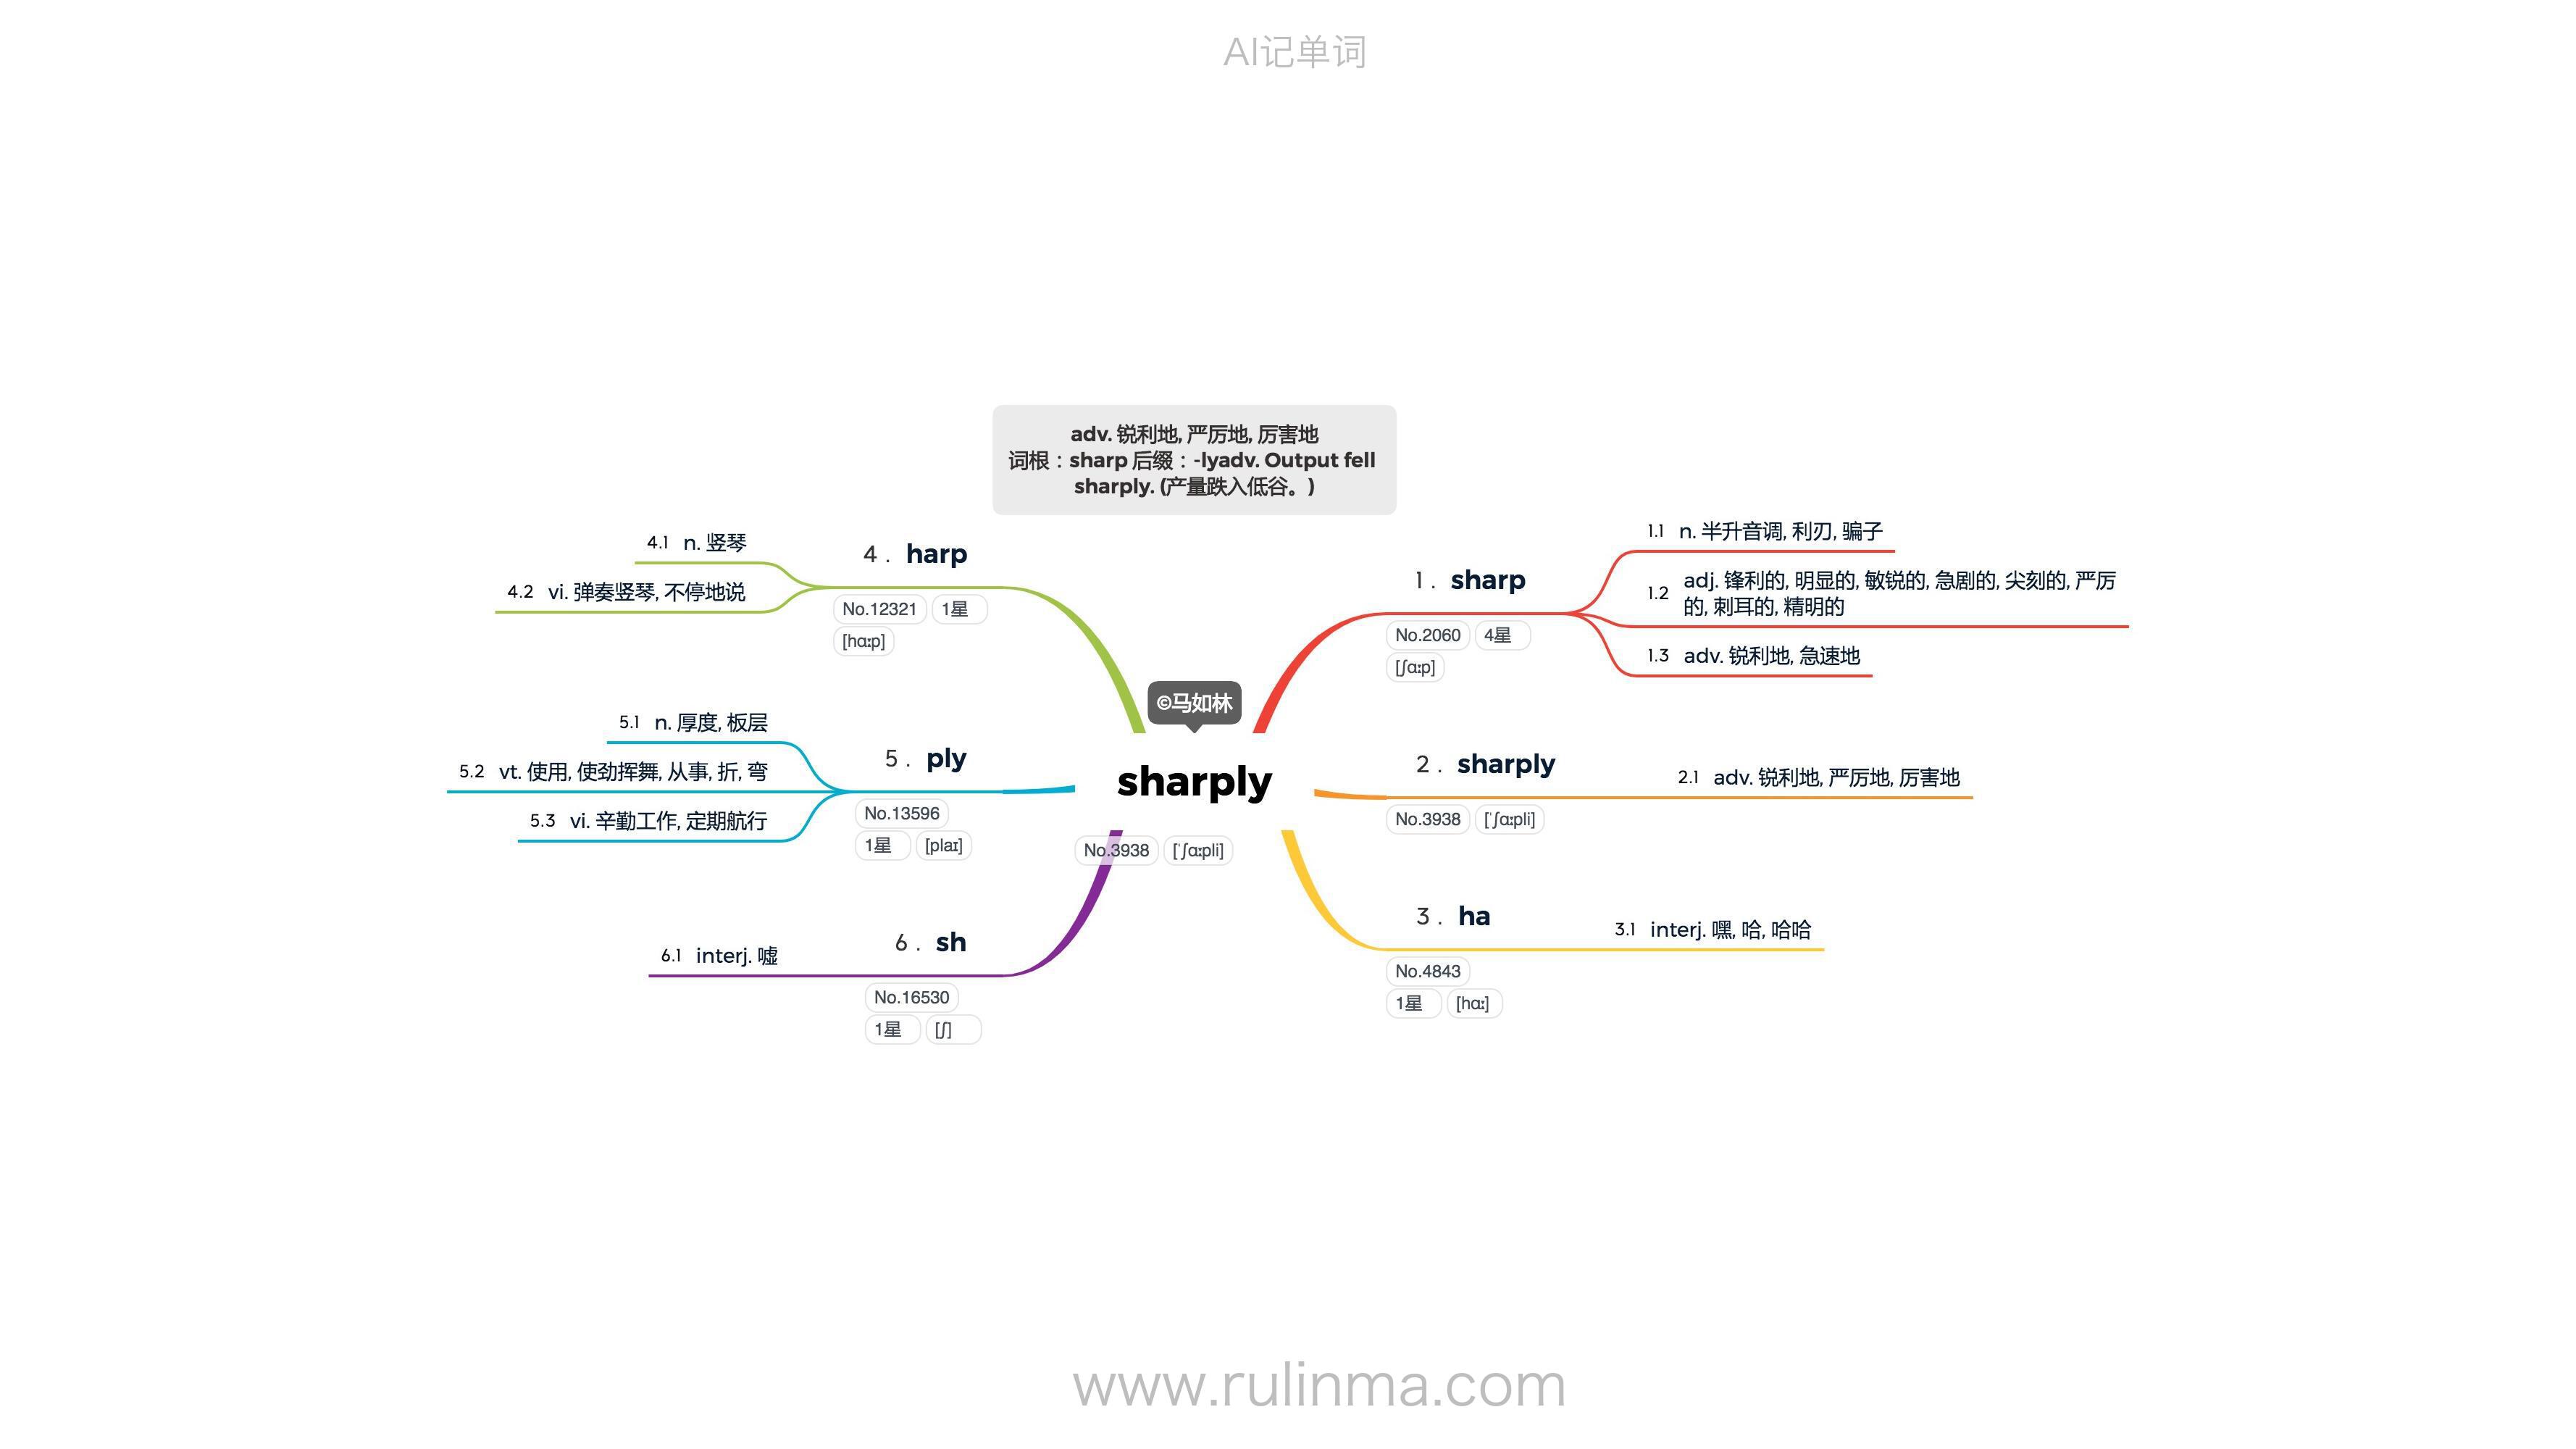 AI记单词
adv. 锐利地, 严厉地, 厉害地
词根：sharp 后缀：-lyadv. Output fell
sharply. (产量跌入低谷。)
©马如林
sharply
No.3938 [ˈʃɑːpli]
1. sharp
No.2060 4星
[ʃɑːp]
1.1 n. 半升音调, 利刃, 骗子
1.2 adj. 锋利的, 明显的, 敏锐的, 急剧的, 尖刻的, 严厉
的, 刺耳的, 精明的
1.3 adv. 锐利地, 急速地
2. sharply
No.3938 [ˈʃɑːpli]
2.1 adv. 锐利地, 严厉地, 厉害地
3. ha
No.4843
1星 [hɑː]
3.1 interj. 嘿, 哈, 哈哈
4. harp
No.12321 1星
[hɑːp]
4.1 n. 竖琴
4.2 vi. 弹奏竖琴, 不停地说
5. ply
No.13596
1星 [plaɪ]
5.1 n. 厚度, 板层
5.2 vt. 使用, 使劲挥舞, 从事, 折, 弯
5.3 vi. 辛勤工作, 定期航行
6. sh
No.16530
1星 [ʃ]
6.1 interj. 嘘
www.rulinma.com